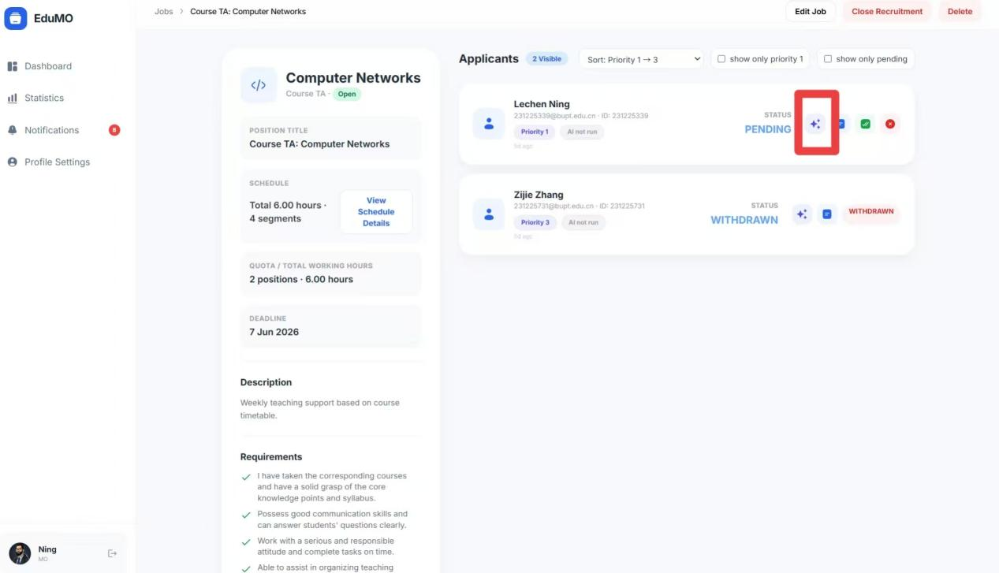 EduMO
Jobs > Course TA: Computer Networks
Edit Job
Close Recruitment
Delete
Dashboard
Statistics
Notifications
8
Profile Settings
Computer Networks
Course TA ·
Open
POSITION TITLE
Course TA: Computer Networks
SCHEDULE
Total 6.00 hours ·
4 segments
View
Schedule
Details
QUOTA / TOTAL WORKING HOURS
2 positions · 6.00 hours
DEADLINE
7 Jun 2026
Description
Weekly teaching support based on course
timetable.
Requirements
I have taken the corresponding courses
and have a solid grasp of the core
knowledge points and syllabus.
Possess good communication skills and
can answer students' questions clearly.
Work with a serious and responsible
attitude and complete tasks on time.
Able to assist in organizing teaching
Applicants
2 Visible
Sort: Priority 1 → 3
show only priority 1
show only pending
Lechen Ning
231225339@bupt.edu.cn · ID: 231225339
Priority 1
AI not run
STATUS
PENDING
Zijie Zhang
231225731@bupt.edu.cn · ID: 231225731
Priority 3
AI not run
STATUS
WITHDRAWN
WITHDRAWN
Ning
MO